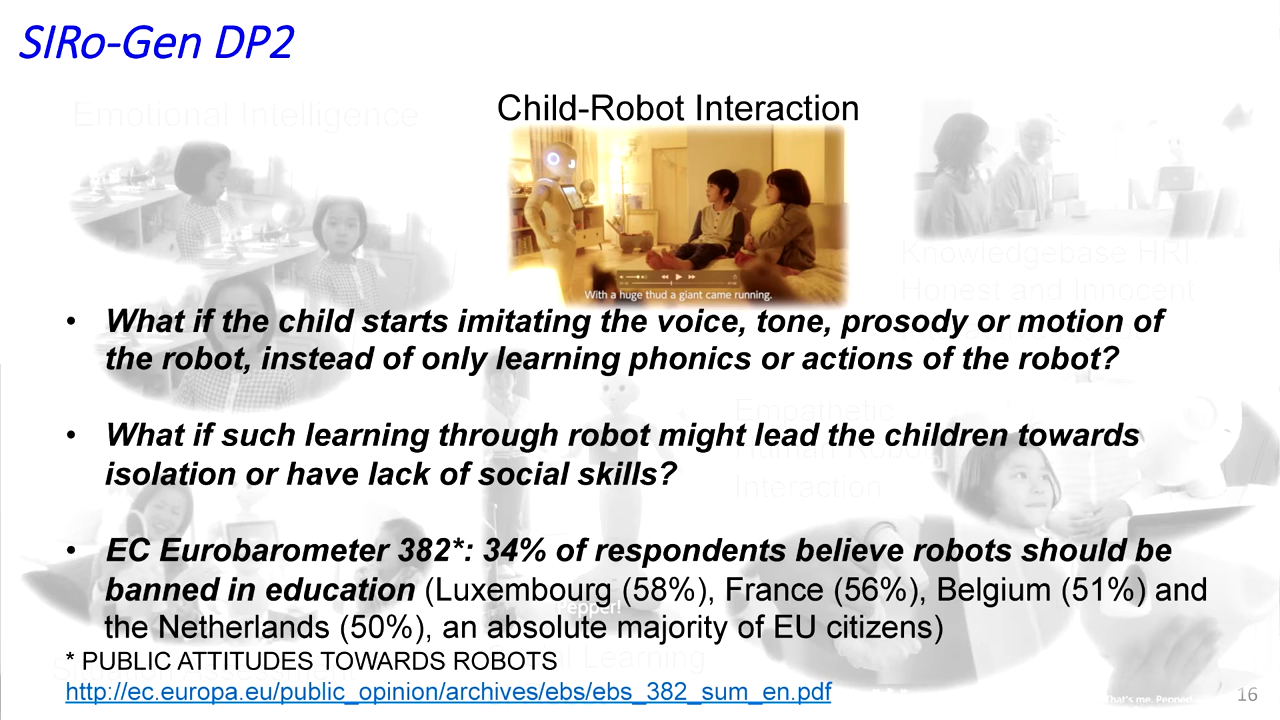 SIRo-Gen DP2
Emotional Intelligence
Child-Robot Interaction
With a huge thud a giant came running.
Knowledgebase HRI
Honest and Innocent
• What if the child starts imitating the voice, tone, prosody or motion of
the robot, instead of only learning phonics or actions of the robot?
Empathetic
• What if such learning through robot might lead the children towards
isolation or have lack of social skills?
Human Robot
Interaction
• EC Eurobarometer 382*: 34% of respondents believe robots should be
banned in education (Luxembourg (58%), France (56%), Belgium (51%) and
Pepper!
the Netherlands (50%), an absolute majority of EU citizens)
* PUBLIC ATTITUDES TOWARDS ROBOTS
Learning
Situation Assessment
http://ec.europa.eu/public_opinion/archives/ebs/ebs_382_sum_en.pdf
That's me, Pepper!
16